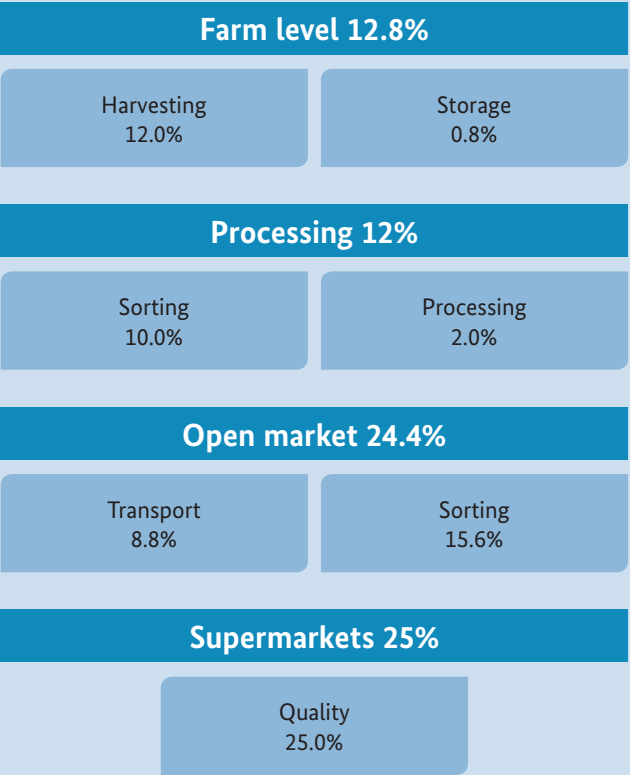 Farm level 12.8%
Harvesting
12.0%
Storage
0.8%
Processing 12%
Sorting
10.0%
Processing
2.0%
Open market 24.4%
Transport
8.8%
Sorting
15.6%
Supermarkets 25%
Quality
25.0%